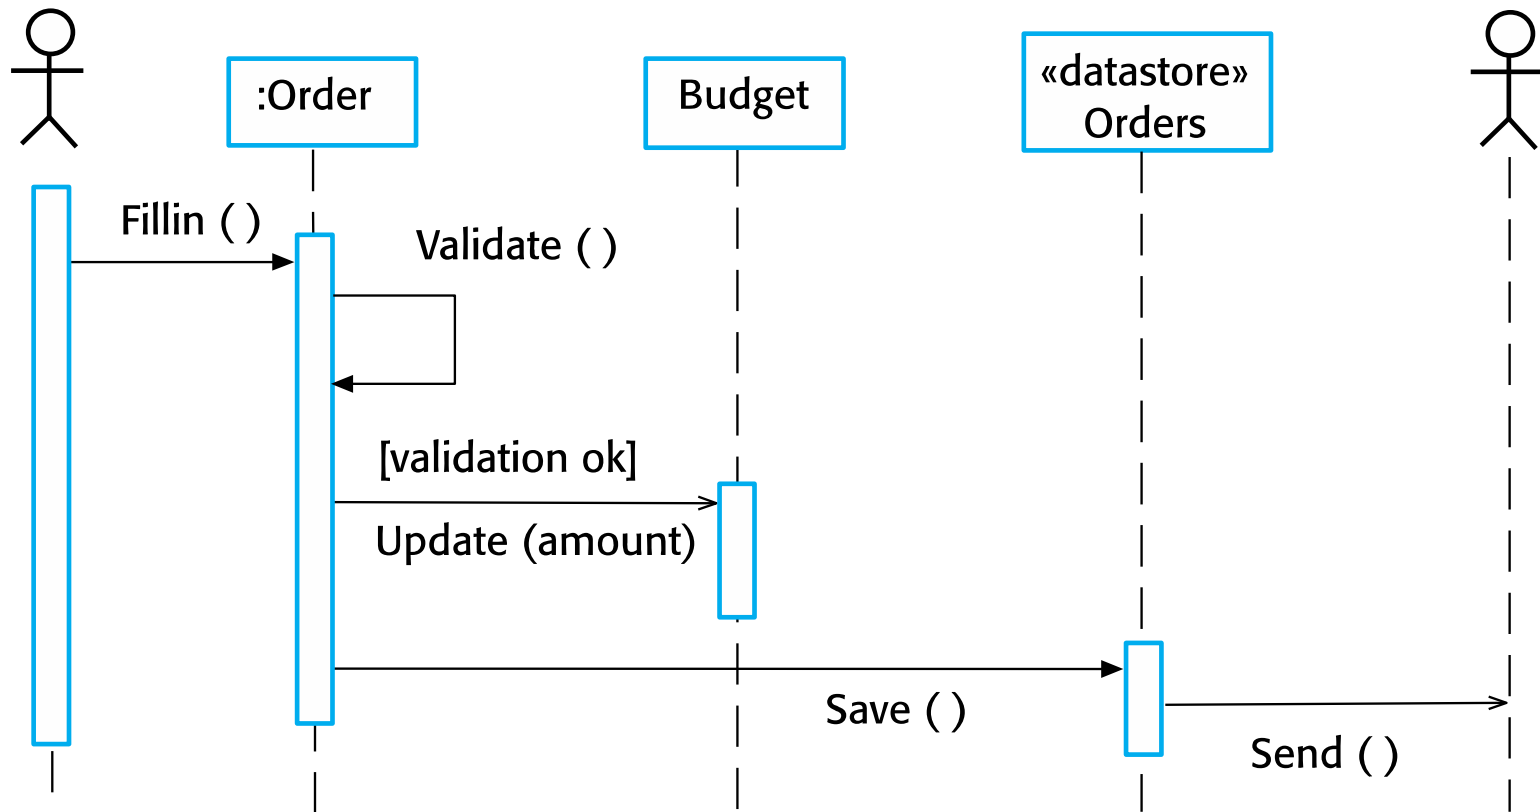 :Order
Budget
«datastore»
Orders
Fillin ( )
Validate ( )
[validation ok]
Update (amount)
Save ( )
Send ( )